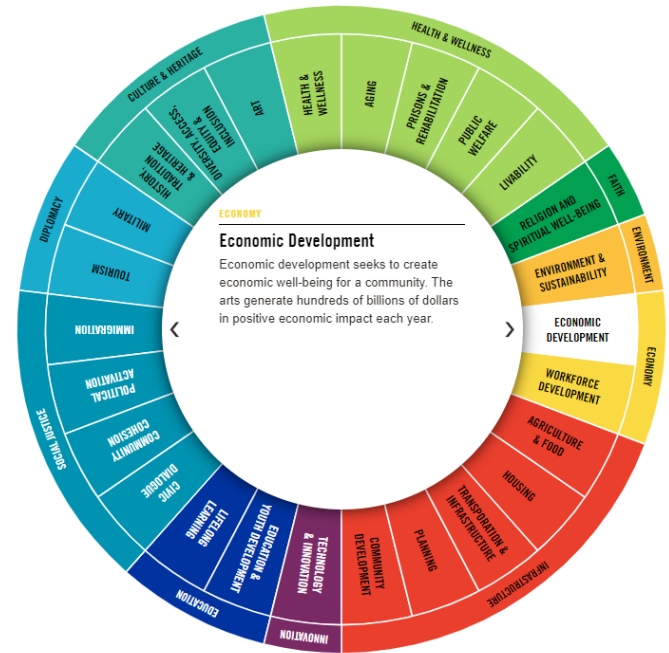 HEALTH & WELLNESS
HEALTH &
WELLNESS
AGING
PRISONS &
REHABILITATION
PUBLIC
WELFARE
LIVABILITY
FAITH
RELIGION AND
SPIRITUAL WELL-BEING
ENVIRONMENT
ENVIRONMENT &
SUSTAINABILITY
ECONOMY
ECONOMIC
DEVELOPMENT
WORKFORCE
DEVELOPMENT
INFRASTRUCTURE
AGRICULTURE
& FOOD
HOUSING
TRANSPORATION &
INFRASTRUCTURE
PLANNING
COMMUNITY
DEVELOPMENT
INNOVATION
TECHNOLOGY
& INNOVATION
EDUCATION
EDUCATION &
YOUTH DEVELOPMENT
LIFELONG
LEARNING
SOCIAL JUSTICE
CIVIC
DIALOGUE
COMMUNITY
COHESION
POLITICAL
ACTIVATION
IMMIGRATION
DIPLOMACY
TOURISM
MILITARY
CULTURE & HERITAGE
HISTORY,
TRADITION
& HERITAGE
DIVERSITY ACCESS,
EQUITY &
INCLUSION
ART
ECONOMY
Economic Development
Economic development seeks to create
economic well-being for a community. The
arts generate hundreds of billions of dollars
in positive economic impact each year.